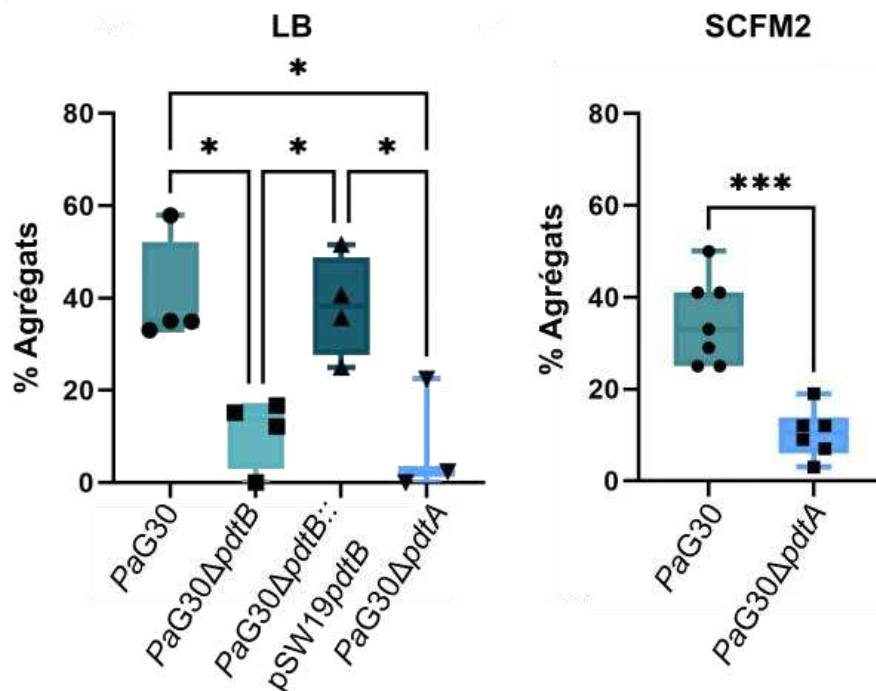 LB
*
* * *
% Agrégats
80
60
40
20
0
PaG30
PaG30ΔpdtB
PaG30ΔpdtB::
pSW19pdtB
PaG30ΔpdtA
SCFM2
***
% Agrégats
80
60
40
20
0
PaG30
PaG30ΔpdtA